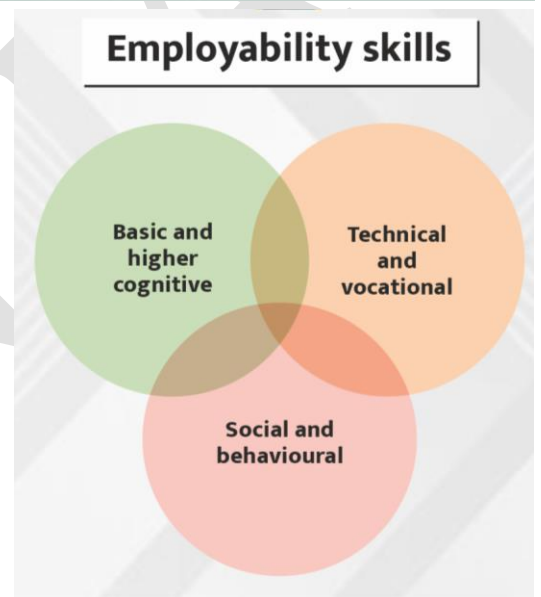 Employability skills
Basic and
higher
cognitive
Technical
and
vocational
Social and
behavioural